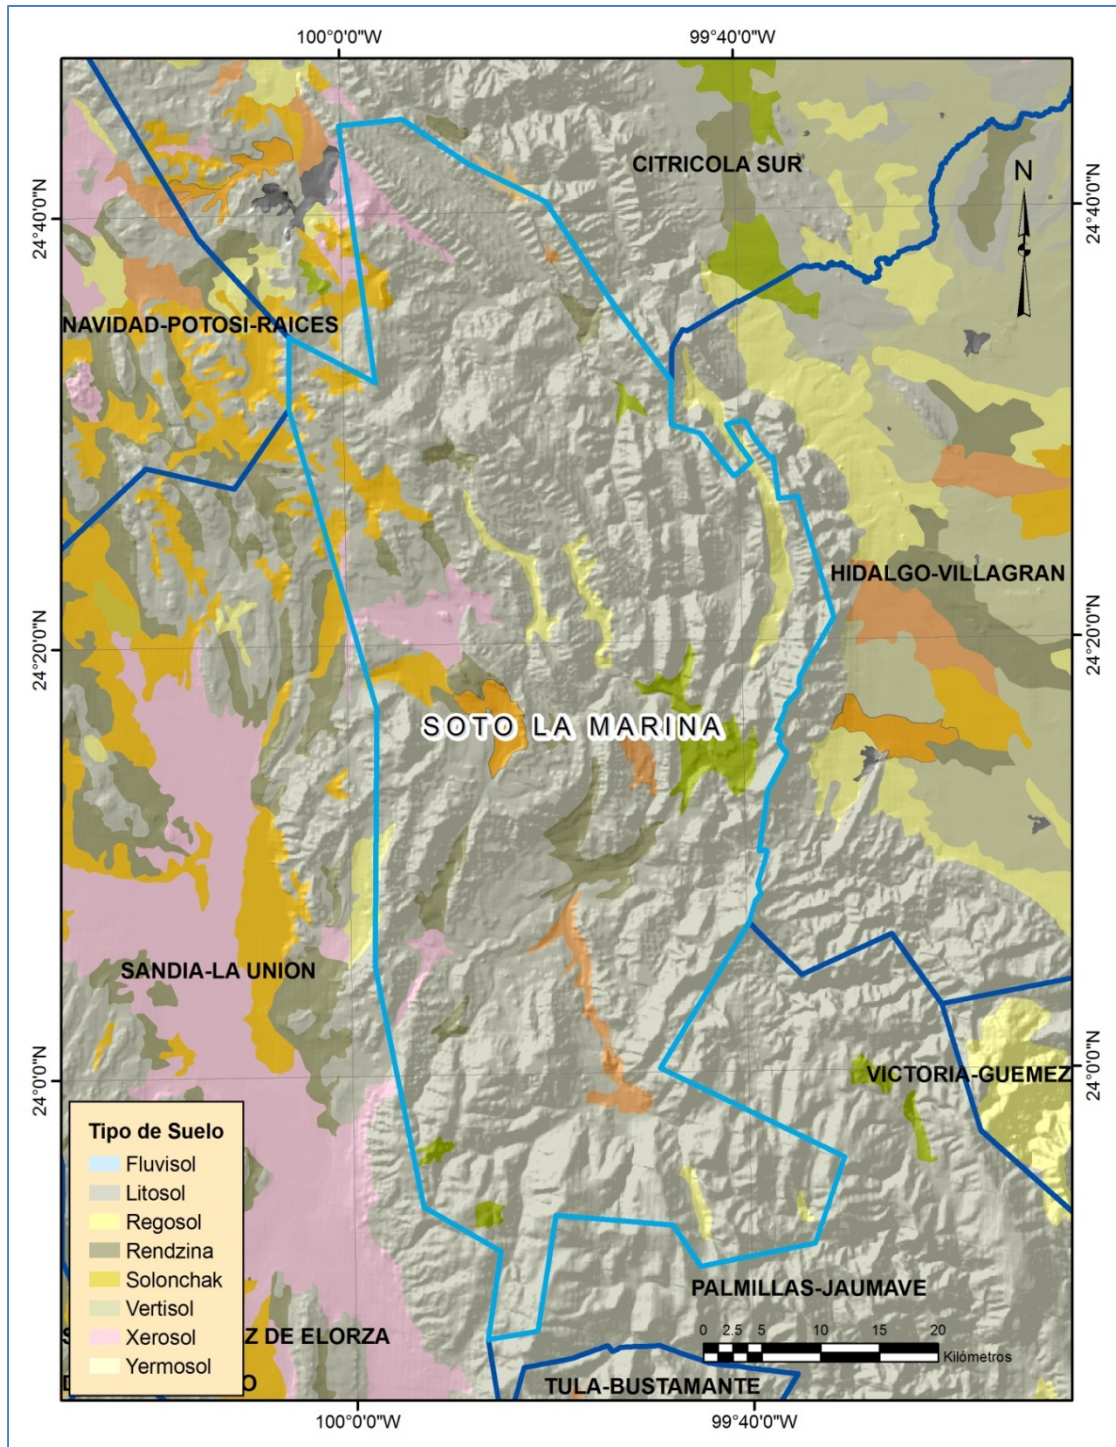 100°0'0"W
99°40'0"W
CITRICOLA SUR
N
24°40'0"N
24°40'0"N
NAVIDAD-POTOSI-RAICES
HIDALGO-VILLAGRAN
24°20'0"N
24°20'0"N
SOTO LA MARINA
SANDIA-LA UNION
VICTORIA-GUEMEZ
24°0'0"N
24°0'0"N
Tipo de Suelo
Fluvisol
Litosol
Regosol
Rendzina
Solonchak
Vertisol
Xerosol
Yermosol
PALMILLAS-JAUMAVE
0 2.5 5 10 15 20
Kilómetros
S Z DE ELORZA
D O
TULA-BUSTAMANTE
100°0'0"W
99°40'0"W